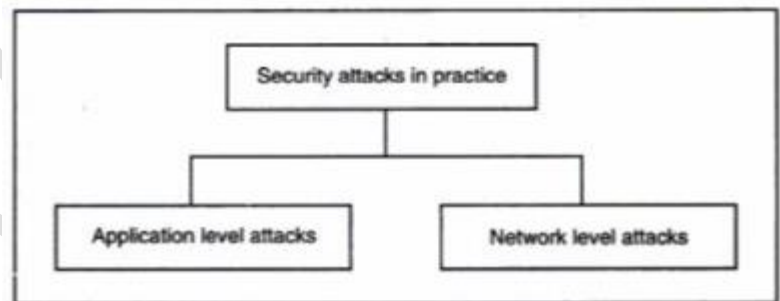 Security attacks in practice
Application level attacks
Network level attacks